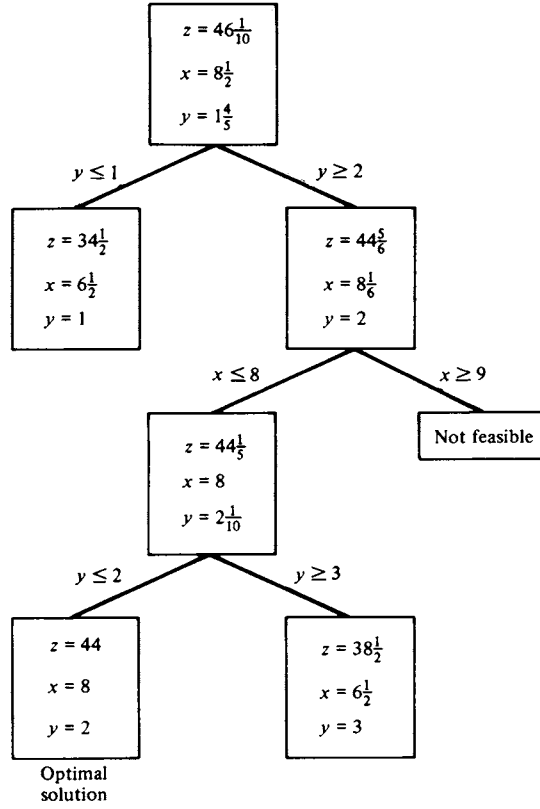 z = 46 1/10
x = 8 1/2
y = 1 4/5
y ≤ 1
y ≥ 2
z = 34 1/2
x = 6 1/2
y = 1
z = 44 5/6
x = 8 1/6
y = 2
x ≤ 8
x ≥ 9
z = 44 1/5
x = 8
y = 2 1/10
Not feasible
y ≤ 2
y ≥ 3
z = 44
x = 8
y = 2
z = 38 1/2
x = 6 1/2
y = 3
Optimal
solution